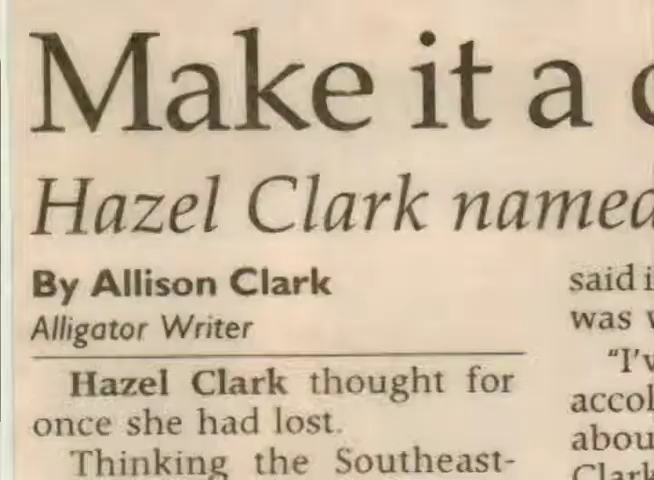 Make it a
Hazel Clark named
By Allison Clark
Alligator Writer
Hazel Clark thought for
once she had lost.
Thinking the Southeast-
said i
was w
"I'v
accol
abou
Clark